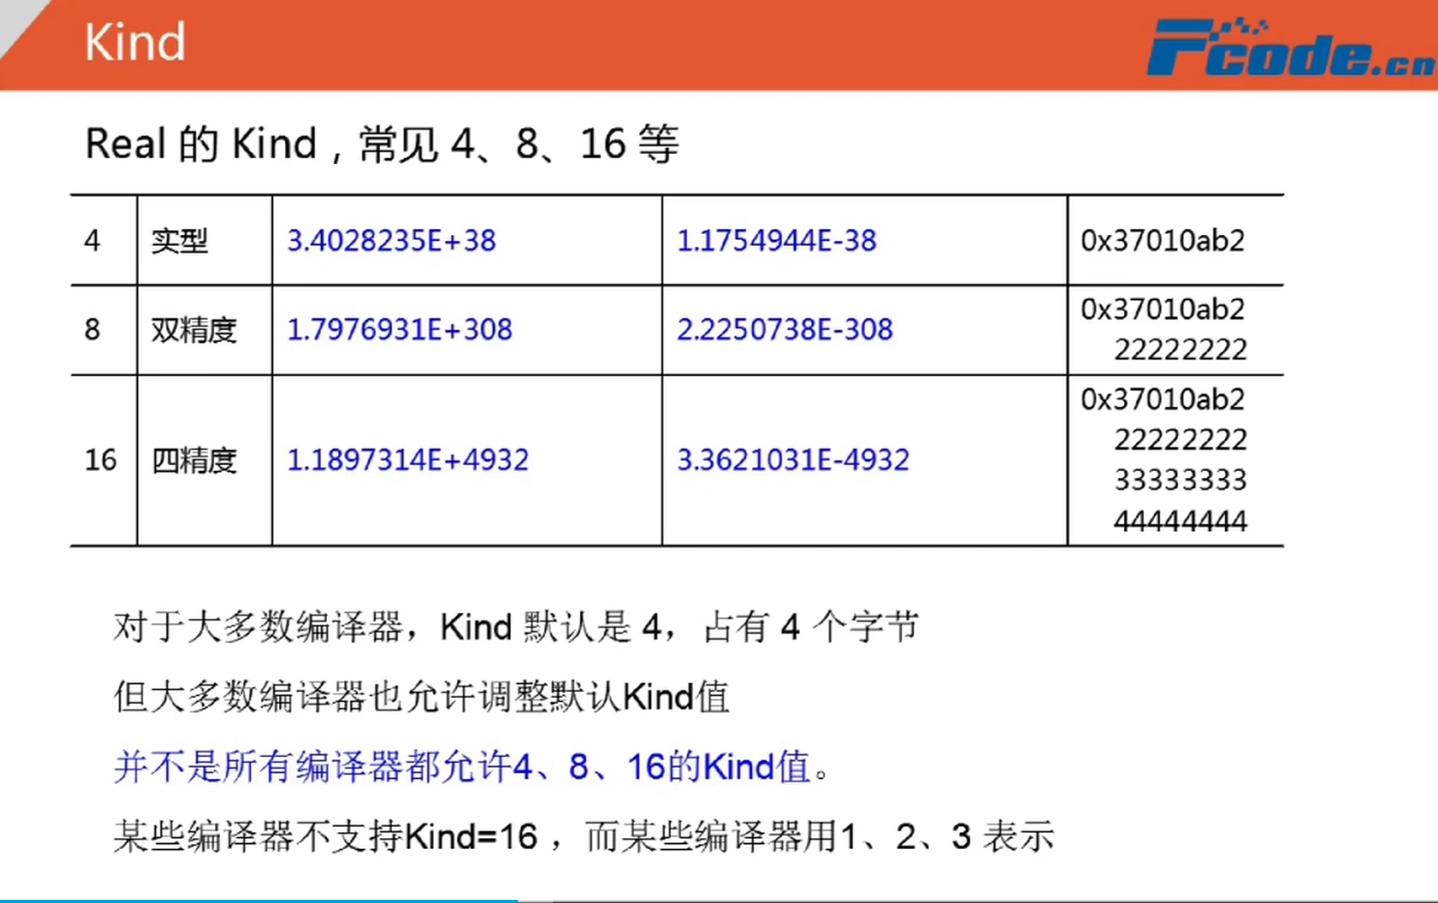 Kind
Fcode.cn
Real 的 Kind，常见 4、8、16 等
4 实型 3.4028235E+38 1.1754944E-38 0x37010ab2
8 双精度 1.7976931E+308 2.2250738E-308 0x37010ab2
22222222
16 四精度 1.1897314E+4932 3.3621031E-4932 0x37010ab2
22222222
33333333
44444444
对于大多数编译器，Kind 默认是 4， 占有 4 个字节
但大多数编译器也允许调整默认Kind值
并不是所有编译器都允许4、8、16的Kind值。
某些编译器不支持Kind=16 ，而某些编译器用1、2、3 表示